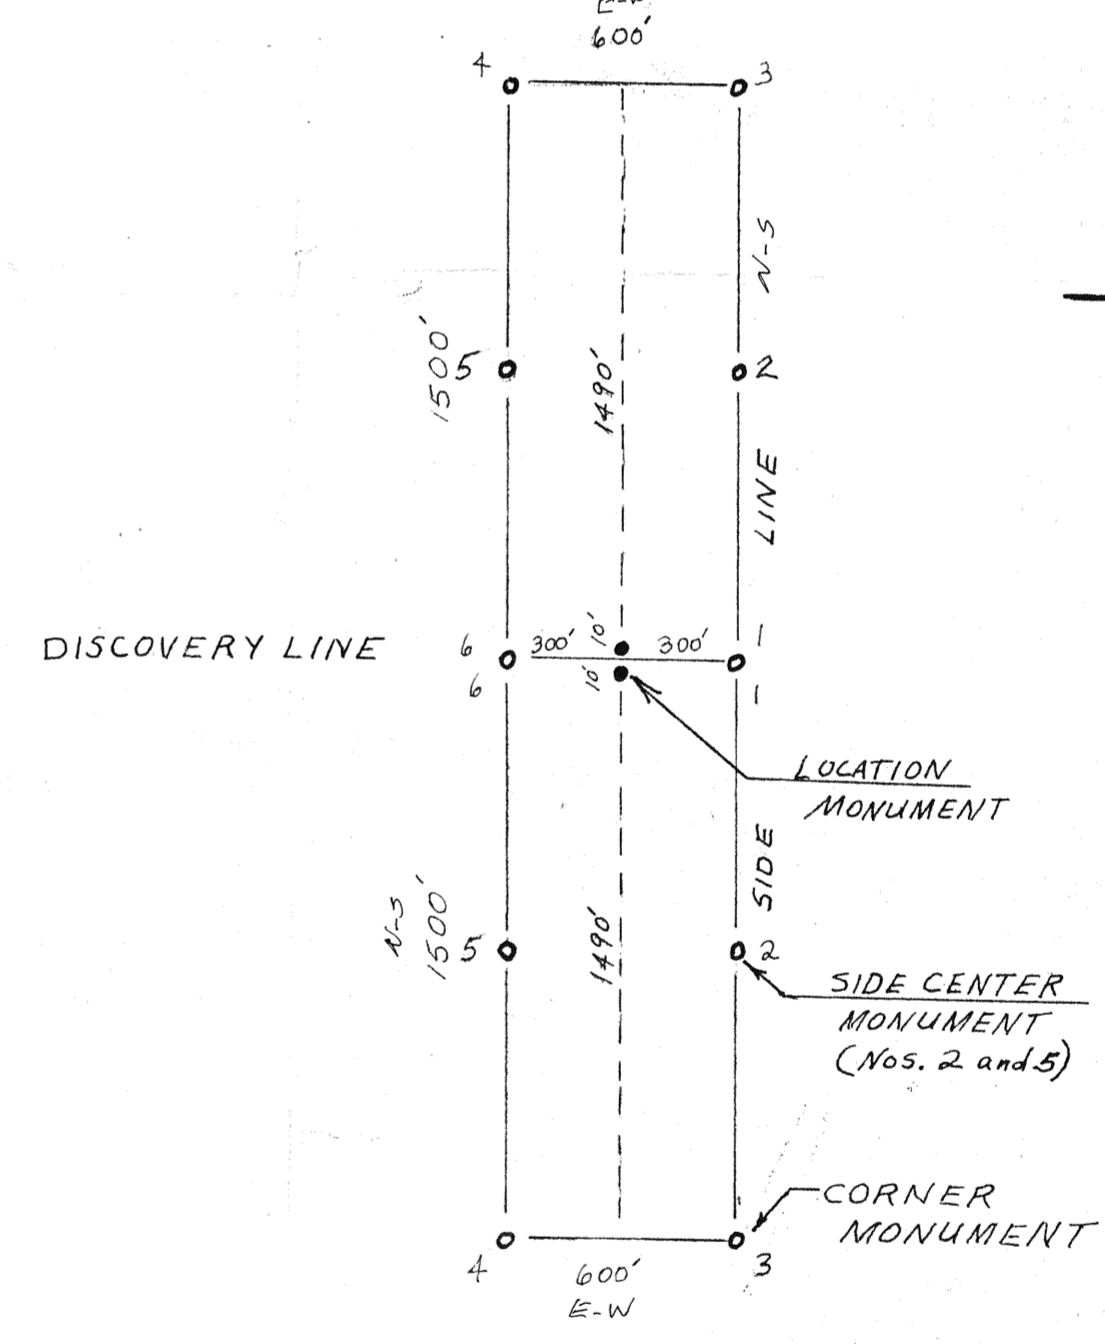 E-W
600'
4
3
N-S
1500'
5
1490'
2
LINE
DISCOVERY LINE
6
300'
10'
300'
1
6
10'
1
LOCATION
MONUMENT
SIDE
N-S
1500'
5
1490'
2
SIDE CENTER
MONUMENT
(Nos. 2 and 5)
CORNER
MONUMENT
4
600'
3
E-W